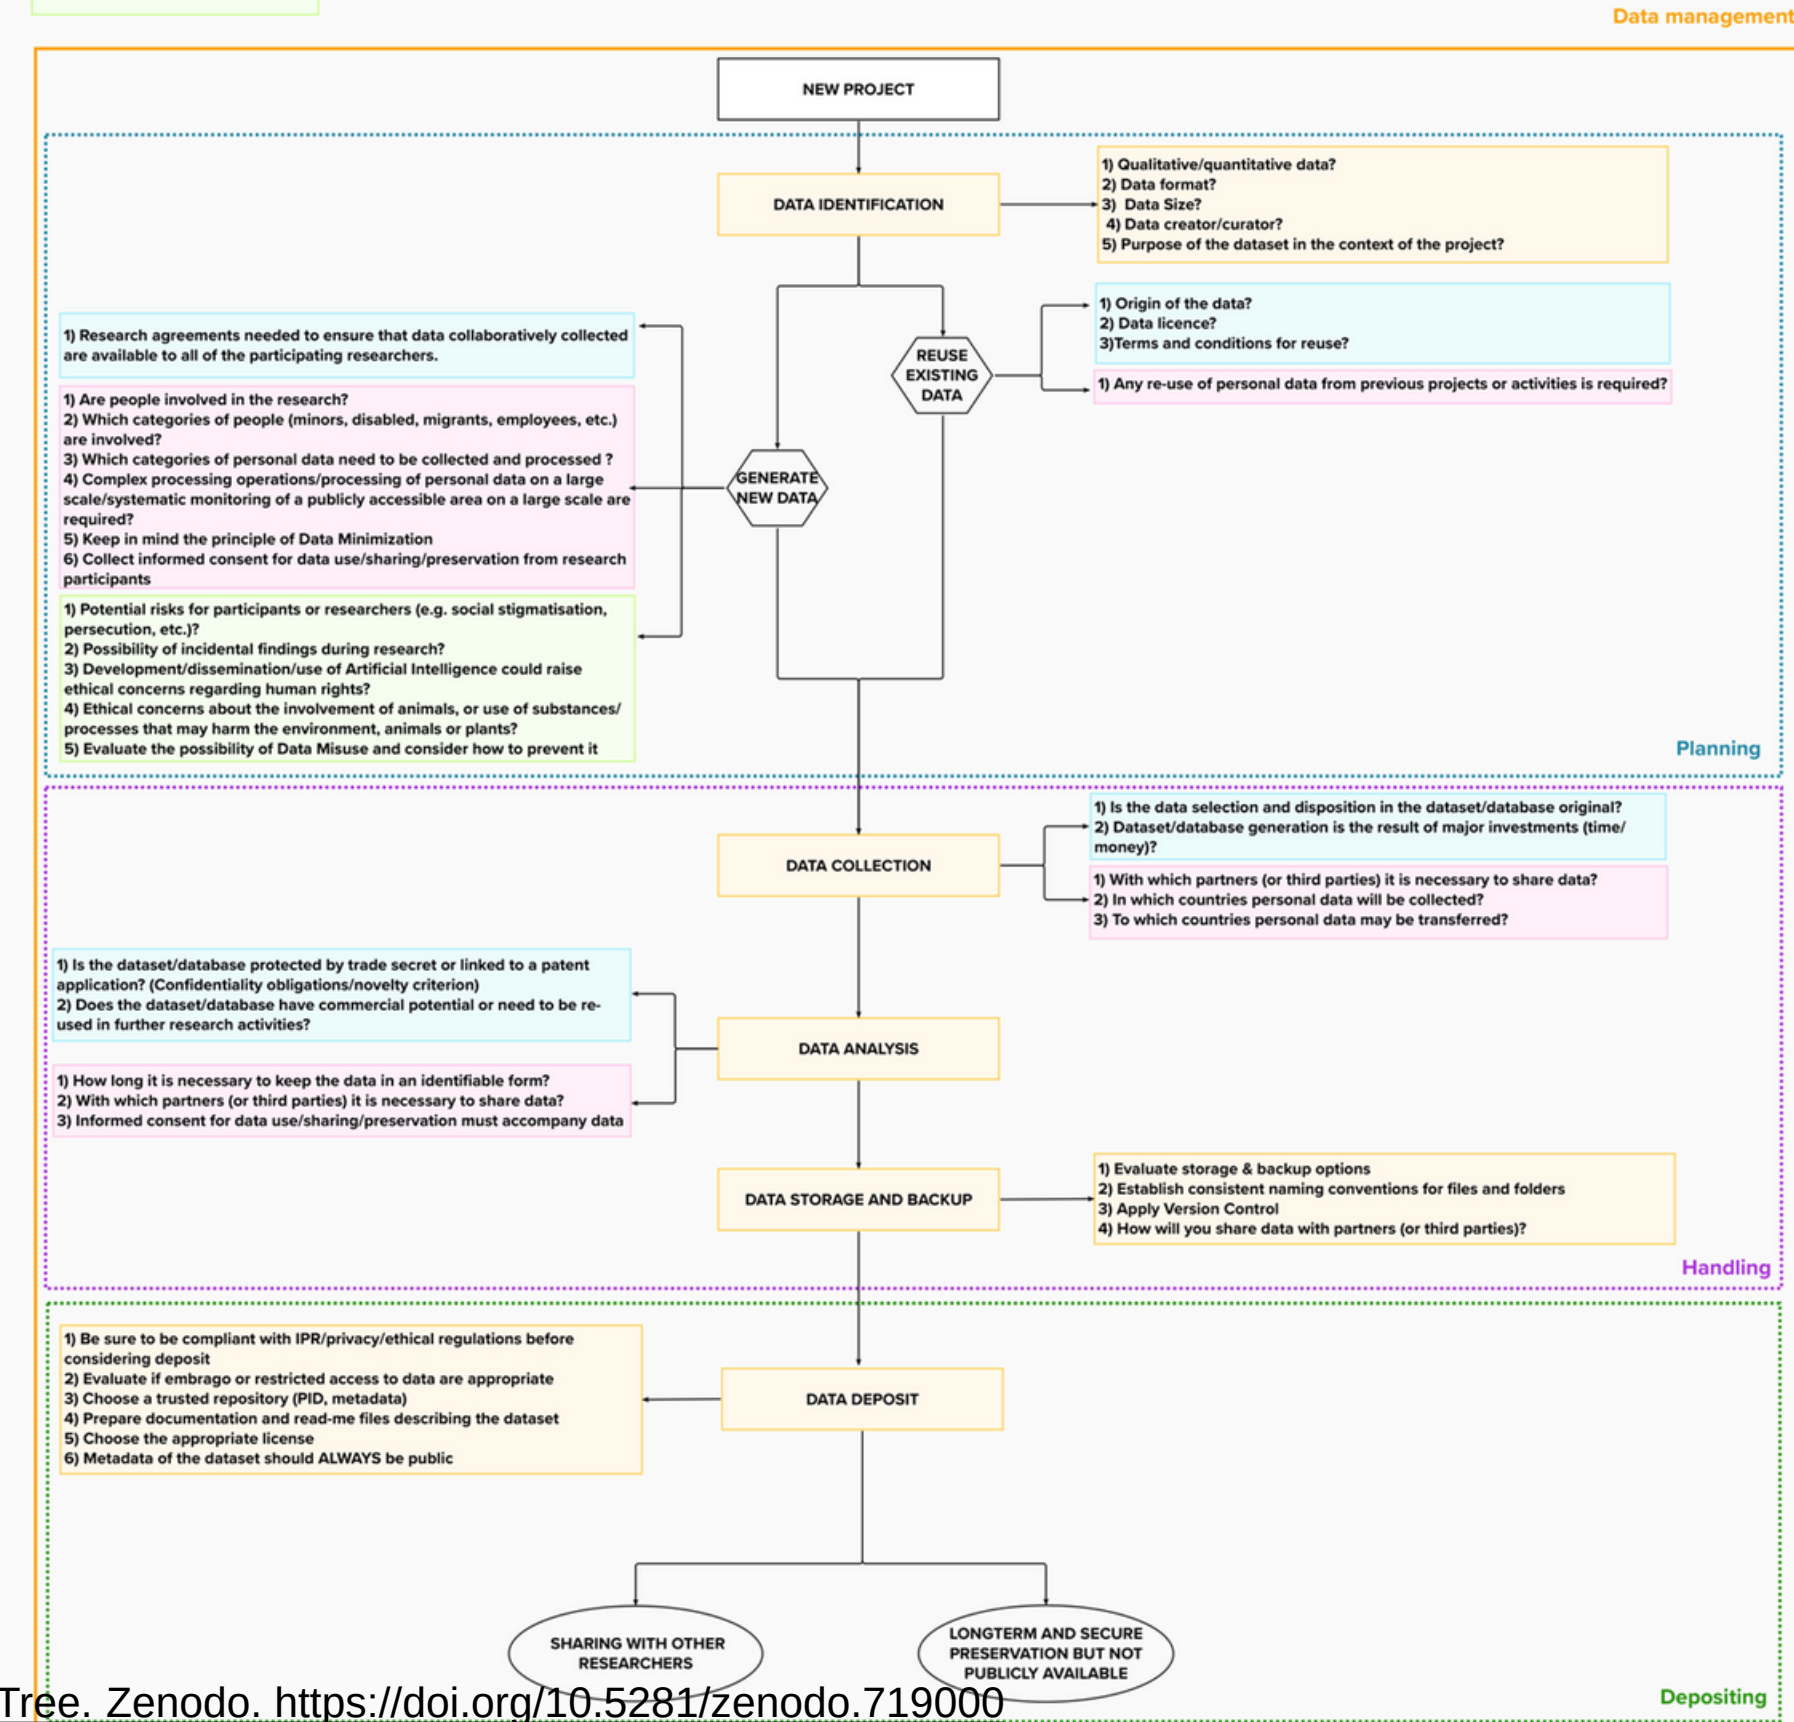 Data management
NEW PROJECT
DATA IDENTIFICATION
1) Qualitative/quantitative data?
2) Data format?
3) Data Size?
4) Data creator/curator?
5) Purpose of the dataset in the context of the project?
REUSE
EXISTING
DATA
1) Origin of the data?
2) Data licence?
3)Terms and conditions for reuse?
1) Any re-use of personal data from previous projects or activities is required?
GENERATE
NEW DATA
1) Research agreements needed to ensure that data collaboratively collected
are available to all of the participating researchers.
1) Are people involved in the research?
2) Which categories of people (minors, disabled, migrants, employees, etc.)
are involved?
3) Which categories of personal data need to be collected and processed ?
4) Complex processing operations/processing of personal data on a large
scale/systematic monitoring of a publicly accessible area on a large scale are
required?
5) Keep in mind the principle of Data Minimization
6) Collect informed consent for data use/sharing/preservation from research
participants
1) Potential risks for participants or researchers (e.g. social stigmatisation,
persecution, etc.)?
2) Possibility of incidental findings during research?
3) Development/dissemination/use of Artificial Intelligence could raise
ethical concerns regarding human rights?
4) Ethical concerns about the involvement of animals, or use of substances/
processes that may harm the environment, animals or plants?
5) Evaluate the possibility of Data Misuse and consider how to prevent it
Planning
DATA COLLECTION
1) Is the data selection and disposition in the dataset/database original?
2) Dataset/database generation is the result of major investments (time/
money)?
1) With which partners (or third parties) it is necessary to share data?
2) In which countries personal data will be collected?
3) To which countries personal data may be transferred?
1) Is the dataset/database protected by trade secret or linked to a patent
application? (Confidentiality obligations/novelty criterion)
2) Does the dataset/database have commercial potential or need to be re-
used in further research activities?
DATA ANALYSIS
1) How long it is necessary to keep the data in an identifiable form?
2) With which partners (or third parties) it is necessary to share data?
3) Informed consent for data use/sharing/preservation must accompany data
DATA STORAGE AND BACKUP
1) Evaluate storage & backup options
2) Establish consistent naming conventions for files and folders
3) Apply Version Control
4) How will you share data with partners (or third parties)?
Handling
1) Be sure to be compliant with IPR/privacy/ethical regulations before
considering deposit
2) Evaluate if embrago or restricted access to data are appropriate
3) Choose a trusted repository (PID, metadata)
4) Prepare documentation and read-me files describing the dataset
5) Choose the appropriate license
6) Metadata of the dataset should ALWAYS be public
DATA DEPOSIT
SHARING WITH OTHER
RESEARCHERS
LONGTERM AND SECURE
PRESERVATION BUT NOT
PUBLICLY AVAILABLE
Tree. Zenodo. https://doi.org/10.5281/zenodo.719000
Depositing